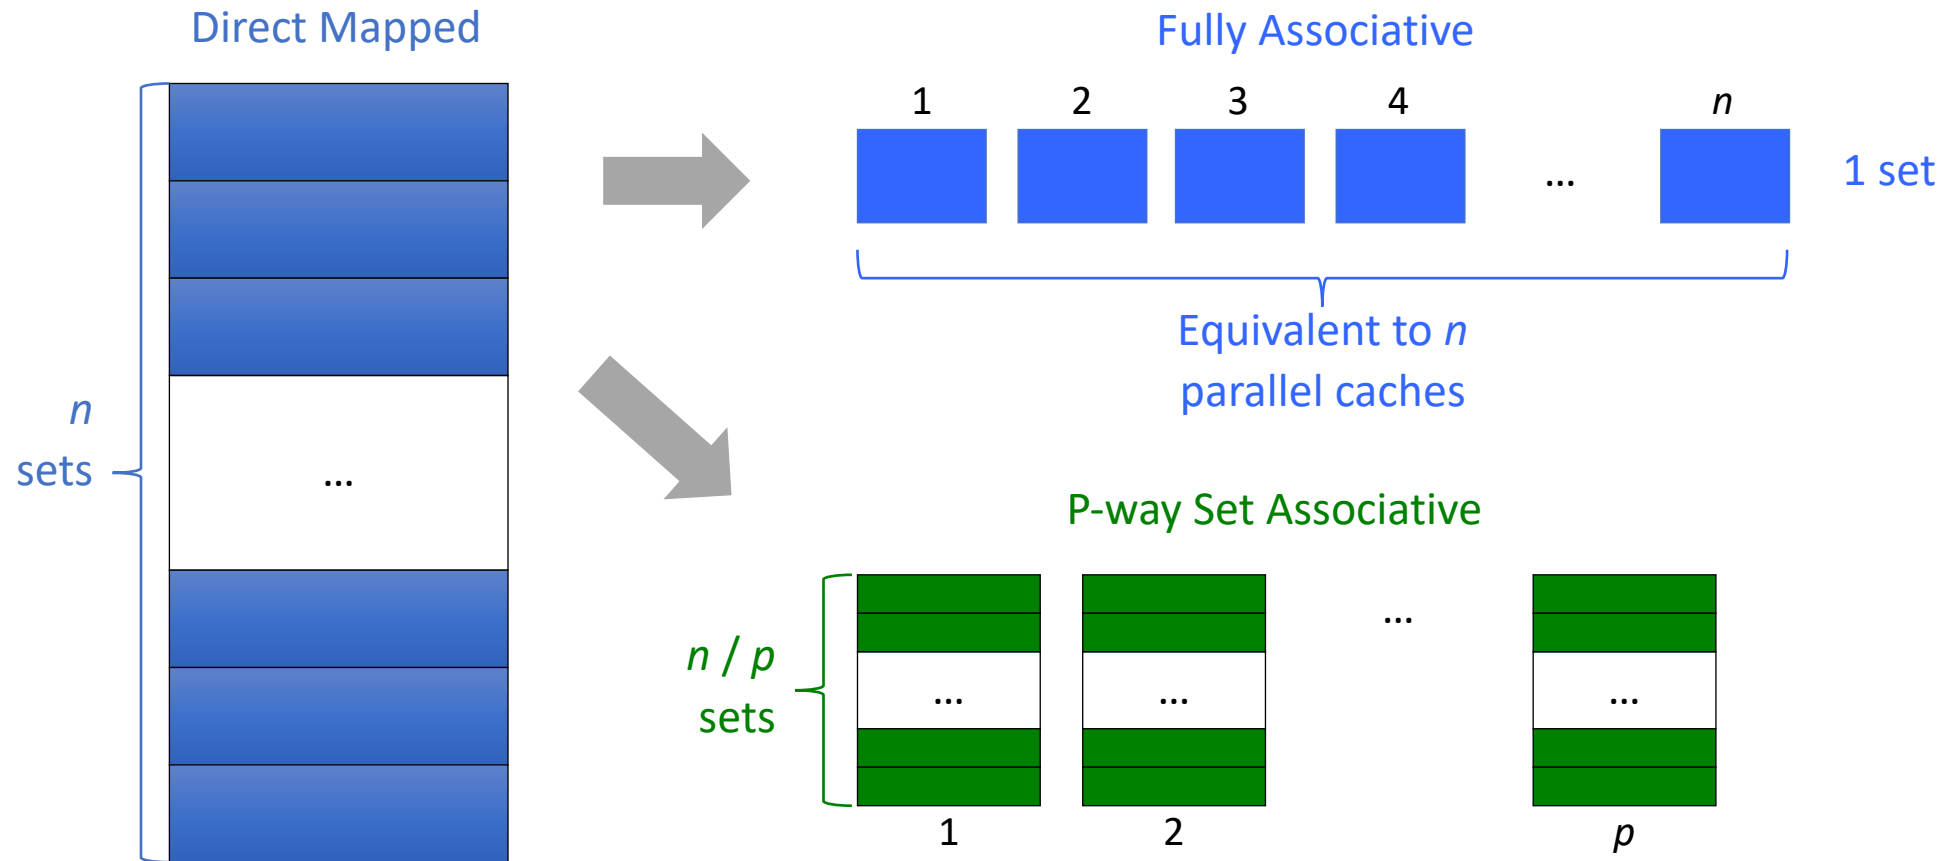 Direct Mapped
n
sets
...
Fully Associative
1 2 3 4 n
...
1 set
Equivalent to n
parallel caches
P-way Set Associative
n / p
sets
...
... ... ...
1 2 p